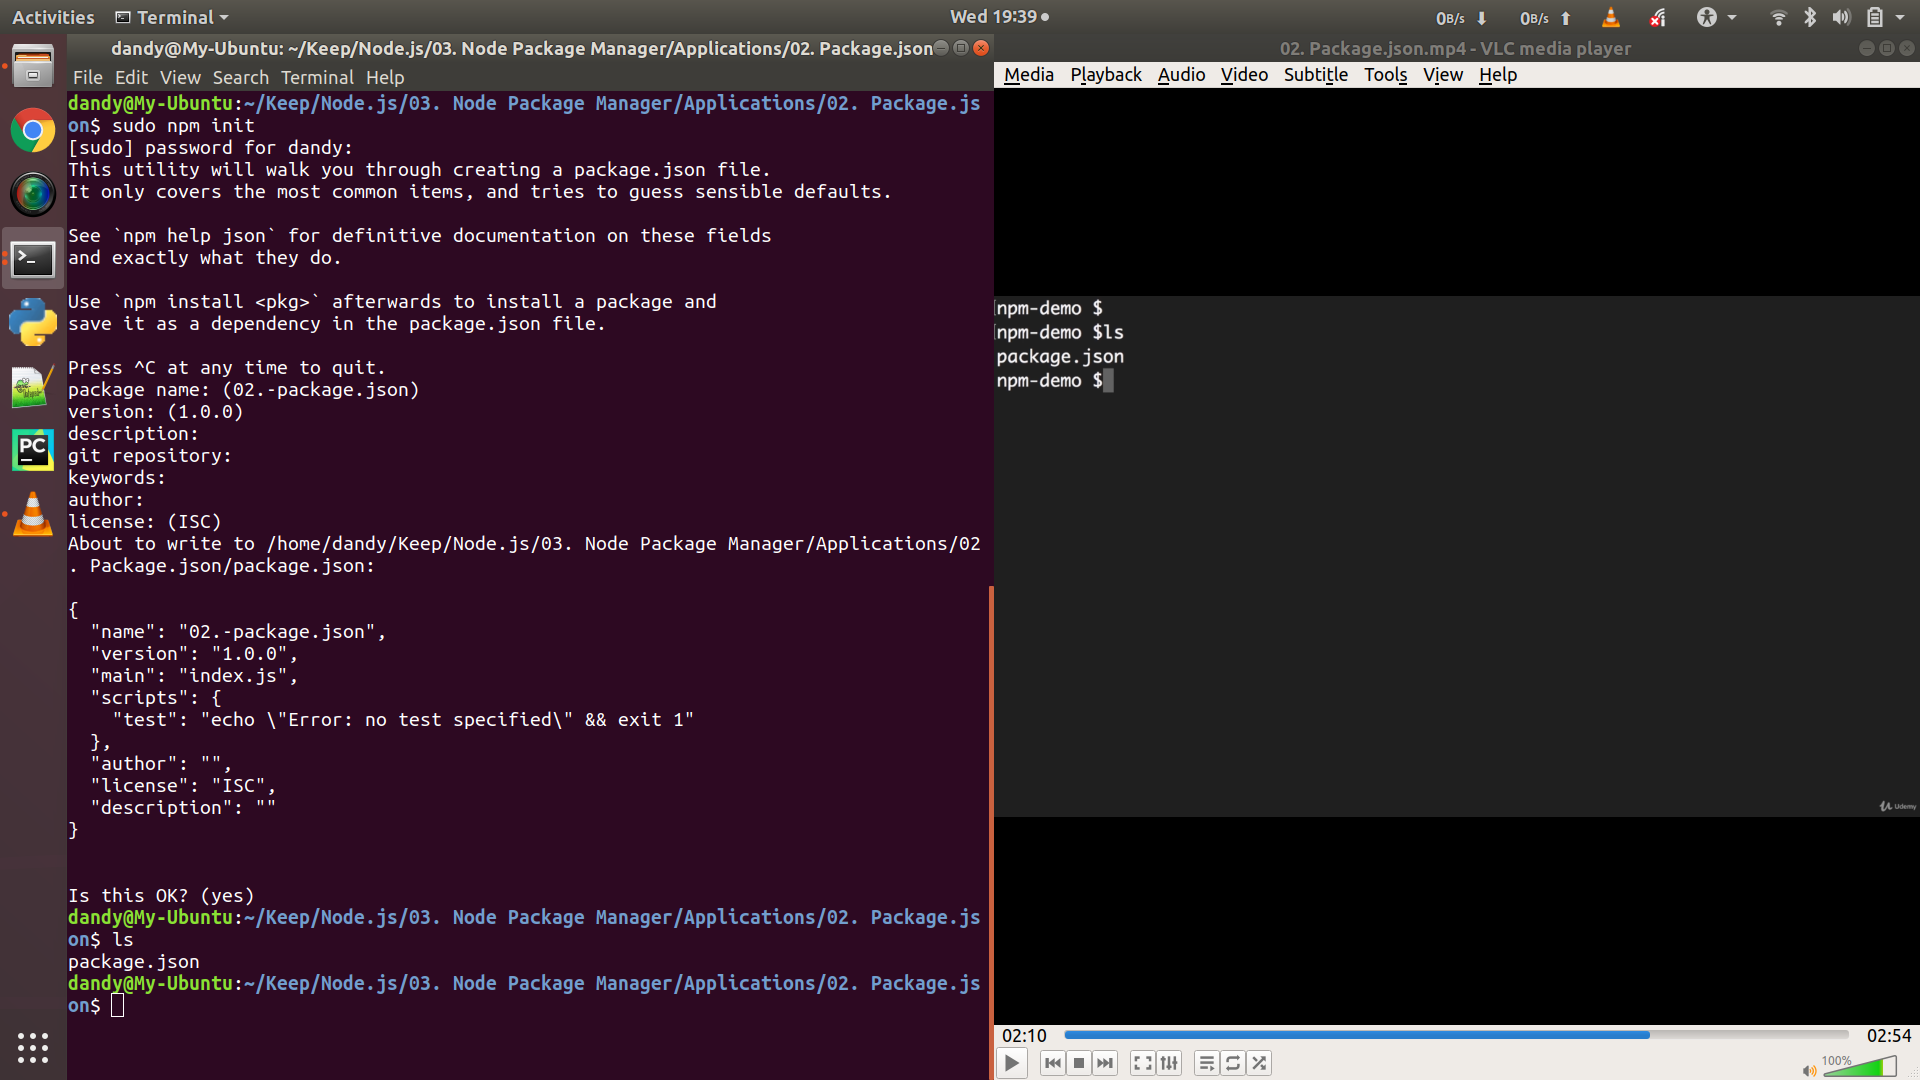 Activities
Terminal
Wed 19:39
0B/s
0B/s
dandy@My-Ubuntu: ~/Keep/Node.js/03. Node Package Manager/Applications/02. Package.json
File Edit View Search Terminal Help
dandy@My-Ubuntu:~/Keep/Node.js/03. Node Package Manager/Applications/02. Package.js
on$ sudo npm init
[sudo] password for dandy:
This utility will walk you through creating a package.json file.
It only covers the most common items, and tries to guess sensible defaults.
See `npm help json` for definitive documentation on these fields
and exactly what they do.
Use `npm install <pkg>` afterwards to install a package and
save it as a dependency in the package.json file.
Press ^C at any time to quit.
package name: (02.-package.json)
version: (1.0.0)
description:
git repository:
keywords:
author:
license: (ISC)
About to write to /home/dandy/Keep/Node.js/03. Node Package Manager/Applications/02
. Package.json/package.json:
{
"name": "02.-package.json",
"version": "1.0.0",
"main": "index.js",
"scripts": {
"test": "echo \"Error: no test specified\" && exit 1"
},
"author": "",
"license": "ISC",
"description": ""
}
Is this OK? (yes)
dandy@My-Ubuntu:~/Keep/Node.js/03. Node Package Manager/Applications/02. Package.js
on$ ls
package.json
dandy@My-Ubuntu:~/Keep/Node.js/03. Node Package Manager/Applications/02. Package.js
on$
PC
02. Package.json.mp4 - VLC media player
Media Playback Audio Video Subtitle Tools View Help
[npm-demo $
[npm-demo $ls
package.json
npm-demo $
Udemy
02:10
02:54
100%